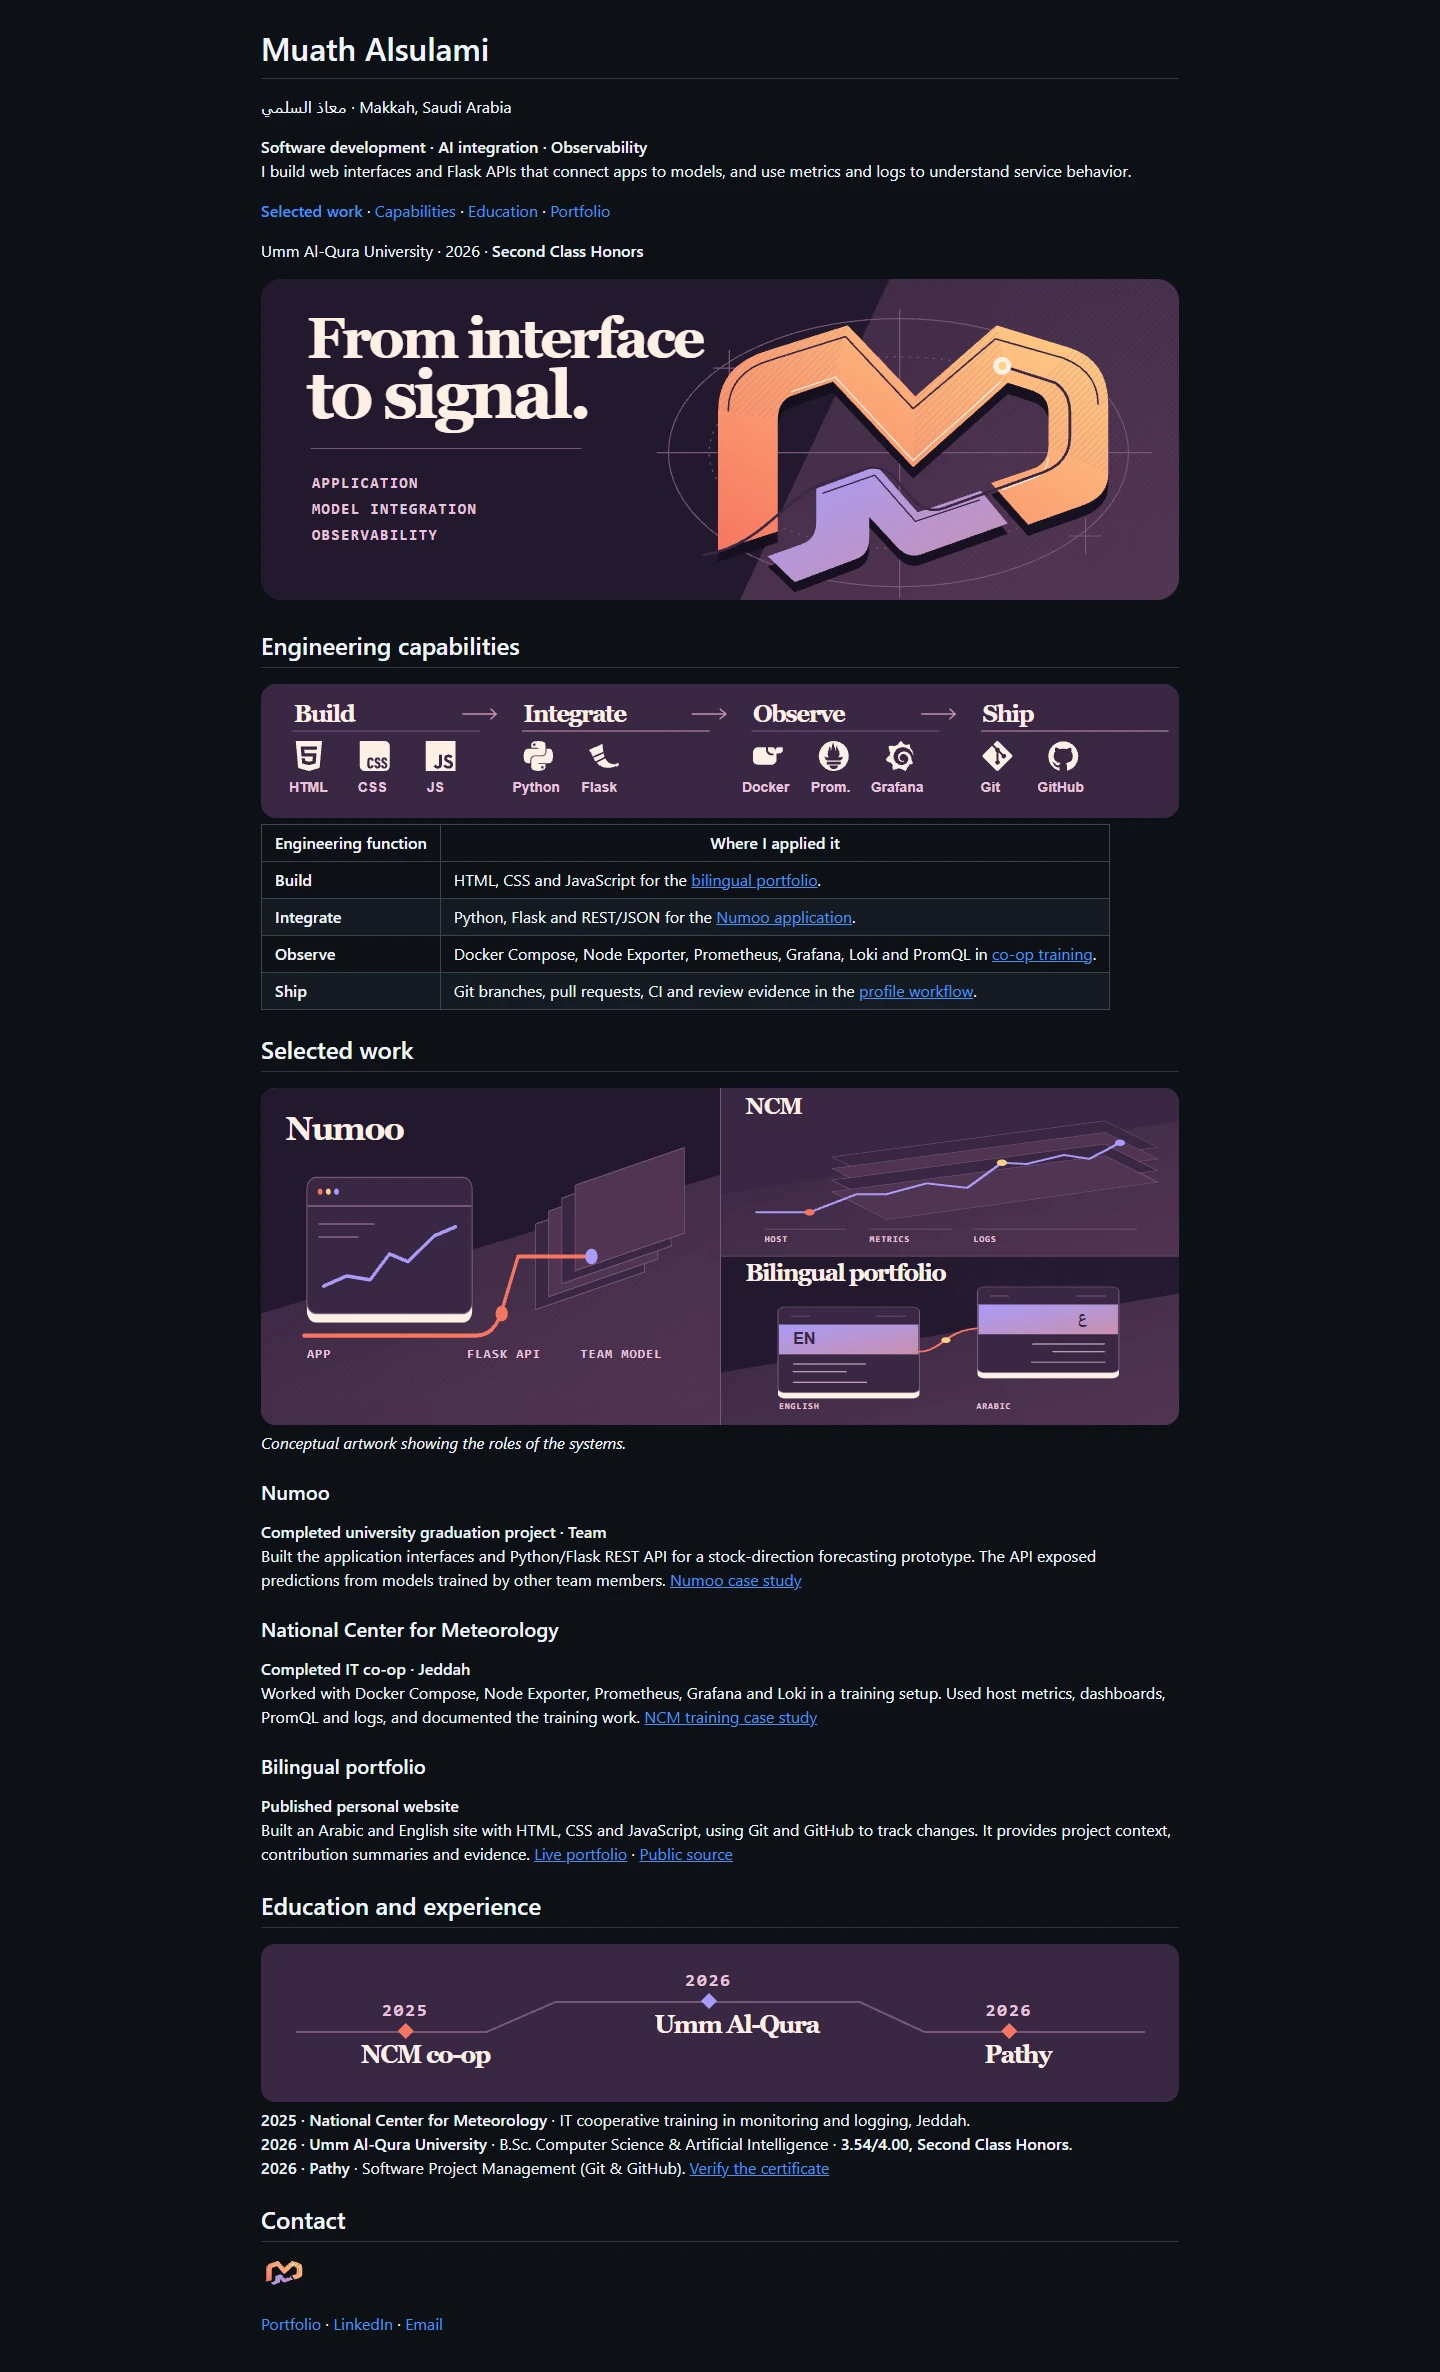 Muath Alsulami
معاذ السلمي · Makkah, Saudi Arabia
Software development · AI integration · Observability
I build web interfaces and Flask APIs that connect apps to models, and use metrics and logs to understand service behavior.
Selected work · Capabilities · Education · Portfolio
Umm Al-Qura University · 2026 · Second Class Honors
From interface
to signal.
APPLICATION
MODEL INTEGRATION
OBSERVABILITY
Engineering capabilities
Build → Integrate → Observe → Ship
HTML CSS JS Python Flask Docker Prom. Grafana Git GitHub
Engineering function Where I applied it
Build HTML, CSS and JavaScript for the bilingual portfolio.
Integrate Python, Flask and REST/JSON for the Numoo application.
Observe Docker Compose, Node Exporter, Prometheus, Grafana, Loki and PromQL in co-op training.
Ship Git branches, pull requests, CI and review evidence in the profile workflow.
Selected work
Numoo
APP FLASK API TEAM MODEL
NCM
HOST METRICS LOGS
Bilingual portfolio
EN ع
ENGLISH ARABIC
Conceptual artwork showing the roles of the systems.
Numoo
Completed university graduation project · Team
Built the application interfaces and Python/Flask REST API for a stock-direction forecasting prototype. The API exposed
predictions from models trained by other team members. Numoo case study
National Center for Meteorology
Completed IT co-op · Jeddah
Worked with Docker Compose, Node Exporter, Prometheus, Grafana and Loki in a training setup. Used host metrics, dashboards,
PromQL and logs, and documented the training work. NCM training case study
Bilingual portfolio
Published personal website
Built an Arabic and English site with HTML, CSS and JavaScript, using Git and GitHub to track changes. It provides project context,
contribution summaries and evidence. Live portfolio · Public source
Education and experience
2025 2026 2026
NCM co-op Umm Al-Qura Pathy
2025 · National Center for Meteorology · IT cooperative training in monitoring and logging, Jeddah.
2026 · Umm Al-Qura University · B.Sc. Computer Science & Artificial Intelligence · 3.54/4.00, Second Class Honors.
2026 · Pathy · Software Project Management (Git & GitHub). Verify the certificate
Contact
Portfolio · LinkedIn · Email